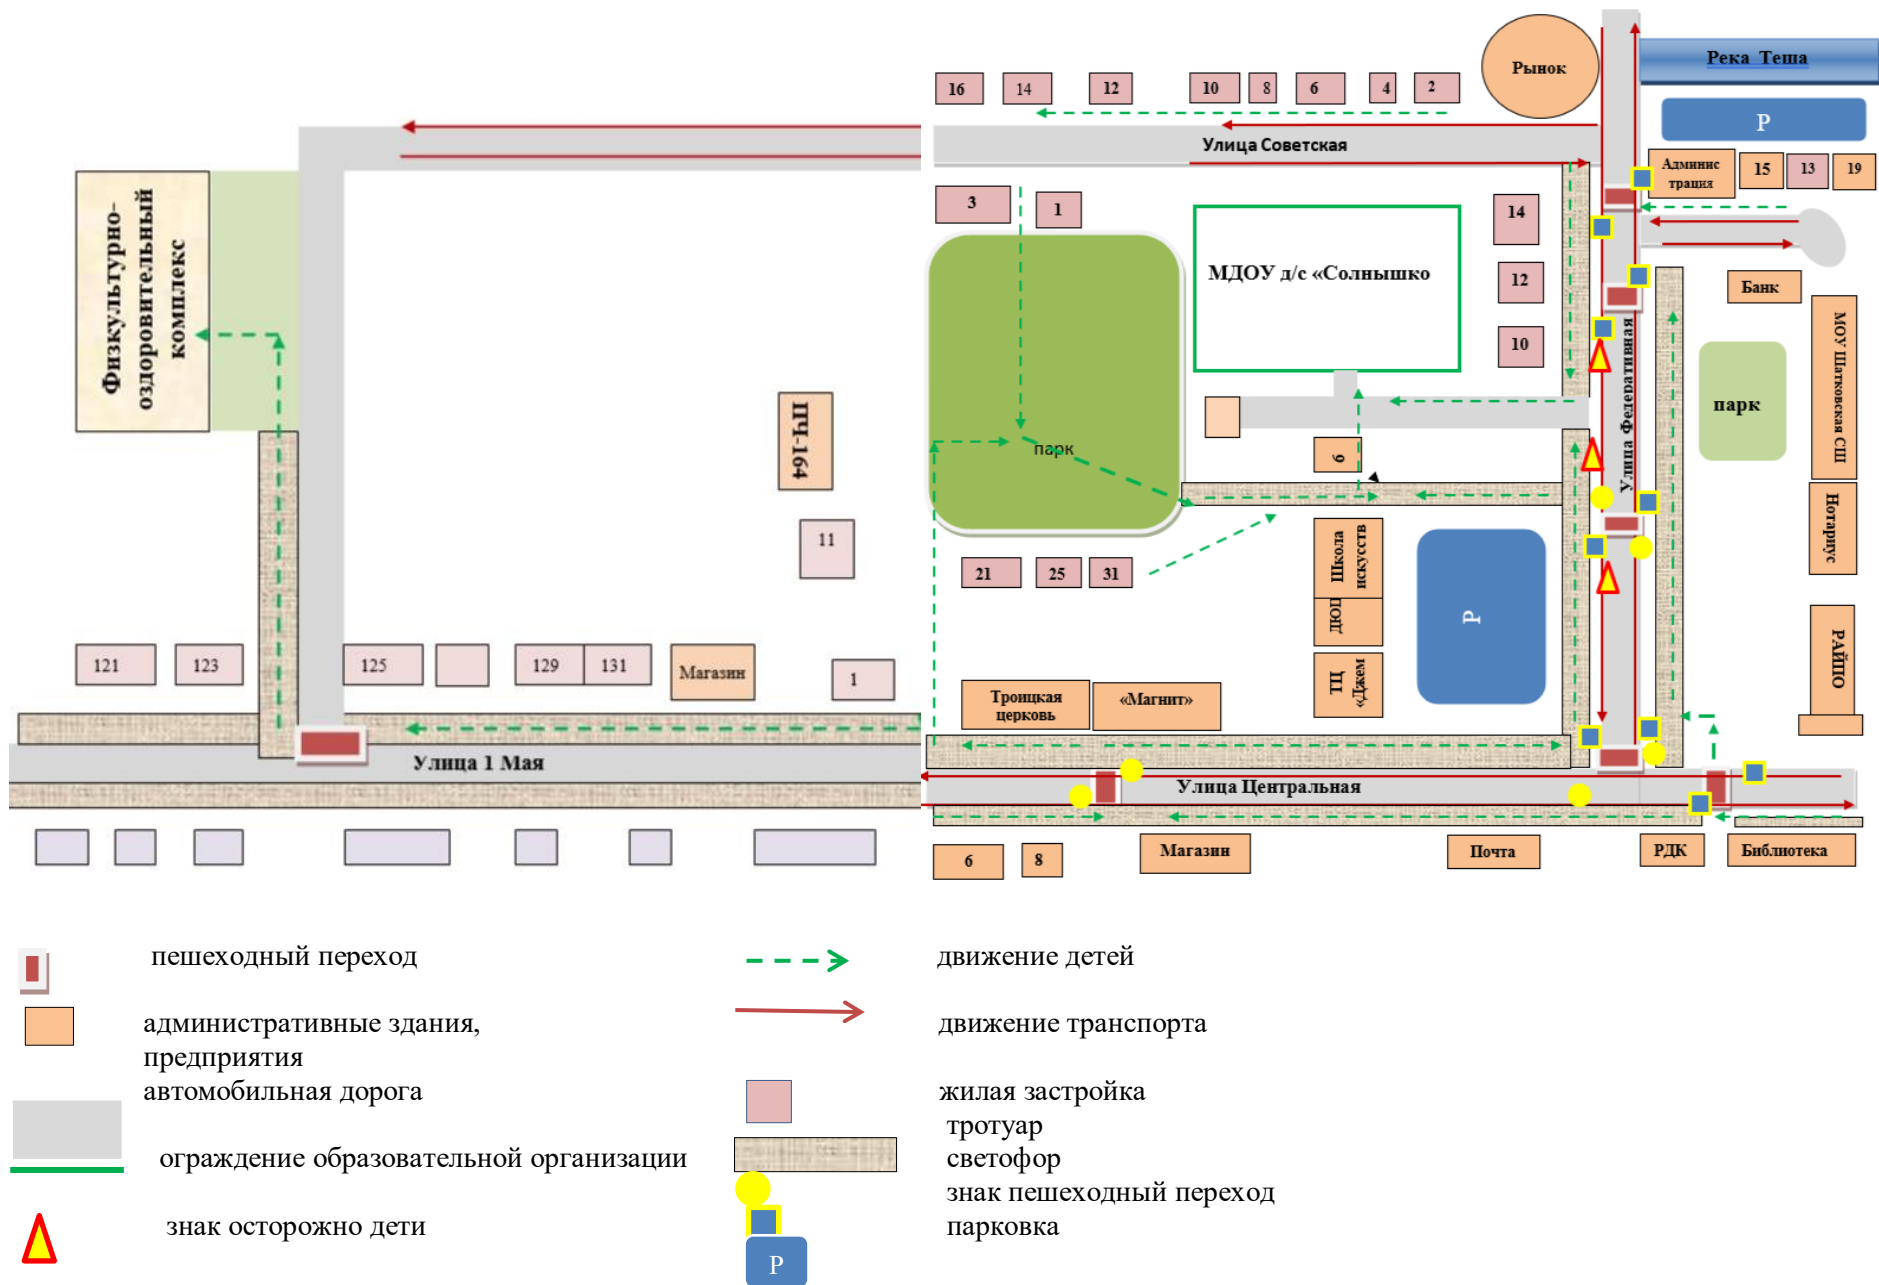 Рынок
Река Теша
16
14
12
10
8
6
4
2
Р
Улица Советская
Админис
трация
15
13
19
Физкультурно-
оздоровительный
комплекс
3
1
14
МДОУ д/с «Солнышко
12
Банк
10
МОУ Шатковская СШ
Улица Федеративная
парк
ПЧ-164
парк
6
Нотариус
11
Школа
искусств
21
25
31
Р
РАЙПО
121
123
125
129
131
Магазин
1
ТЦ
«Джем
Троицкая
церковь
«Магнит»
Улица 1 Мая
Улица Центральная
6
8
Магазин
Почта
РДК
Библиотека
пешеходный переход
движение детей
административные здания,
предприятия
движение транспорта
автомобильная дорога
жилая застройка
тротуар
ограждение образовательной организации
светофор
знак пешеходный переход
знак осторожно дети
парковка
Р